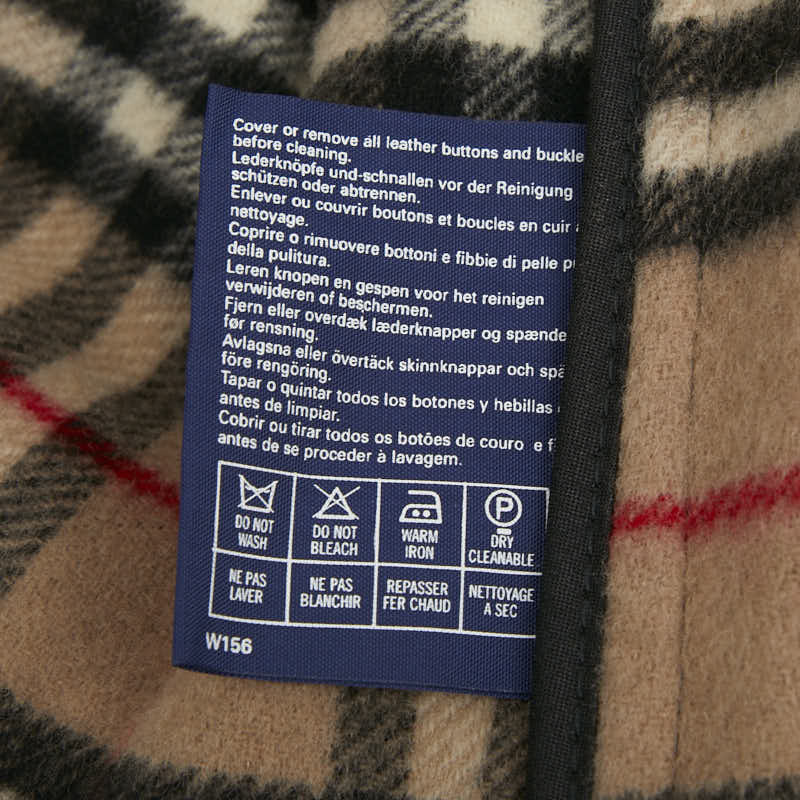 Cover or remove all leather buttons and buckle
before cleaning.
Lederknöpfe und-schnallen vor der Reinigung
schützen oder abtrennen.
Enlever ou couvrir boutons et boucles en cuir
nettoyage.
Coprire o rimuovere bottoni e fibbie di pelle
della pulitura.
Leren knopen en gespen voor het reinigen
verwijderen of beschermen.
Fjern eller overdæk læderknapper og spænde
før rensning.
Avlagsna eller övertäck skinnknappar och
före rengöring.
Tapar o quintar todos los botones y hebillas
antes de limpiar.
Cobrir ou tirar todos os botões de couro e
antes de se proceder à lavagem.
P
DO NOT WASH
DO NOT BLEACH
WARM IRON
DRY CLEANABLE
NE PAS LAVER
NE PAS BLANCHIR
REPASSER FER CHAUD
NETTOYAGE A SEC
W156